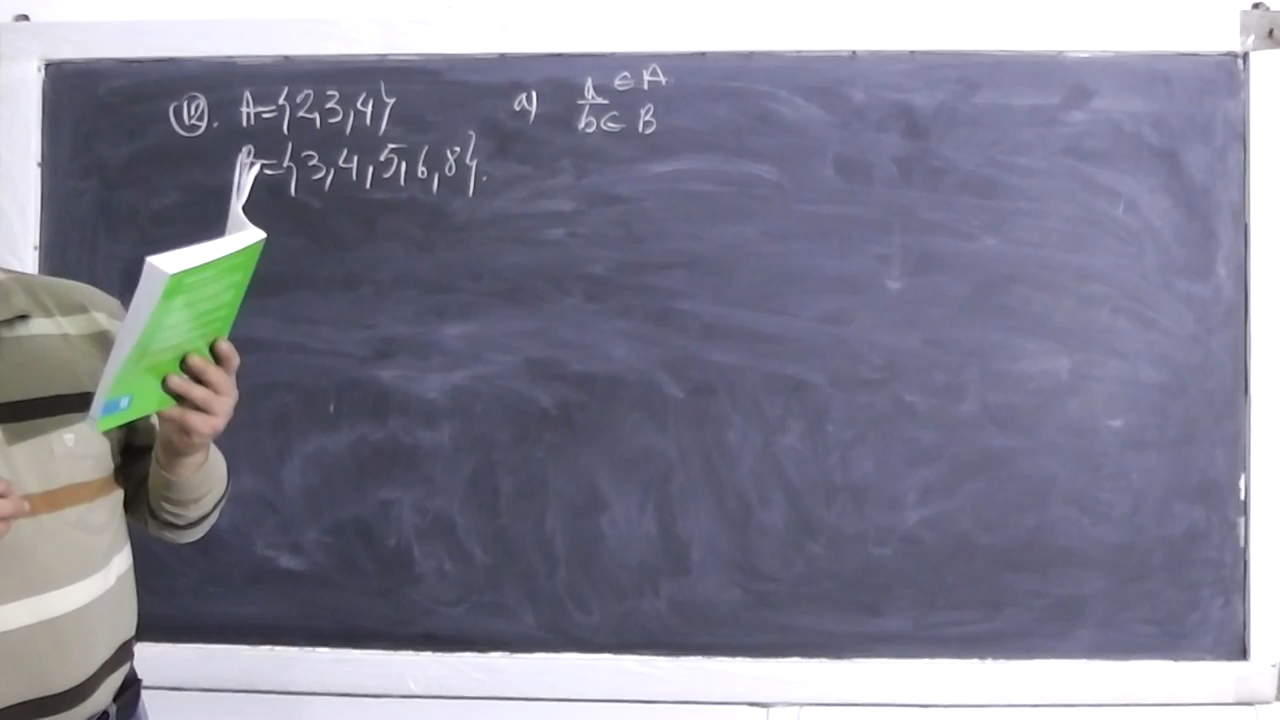 12. A={2,3,4}
B={3,4,5,6,8}.
a) a∈A
b∈B